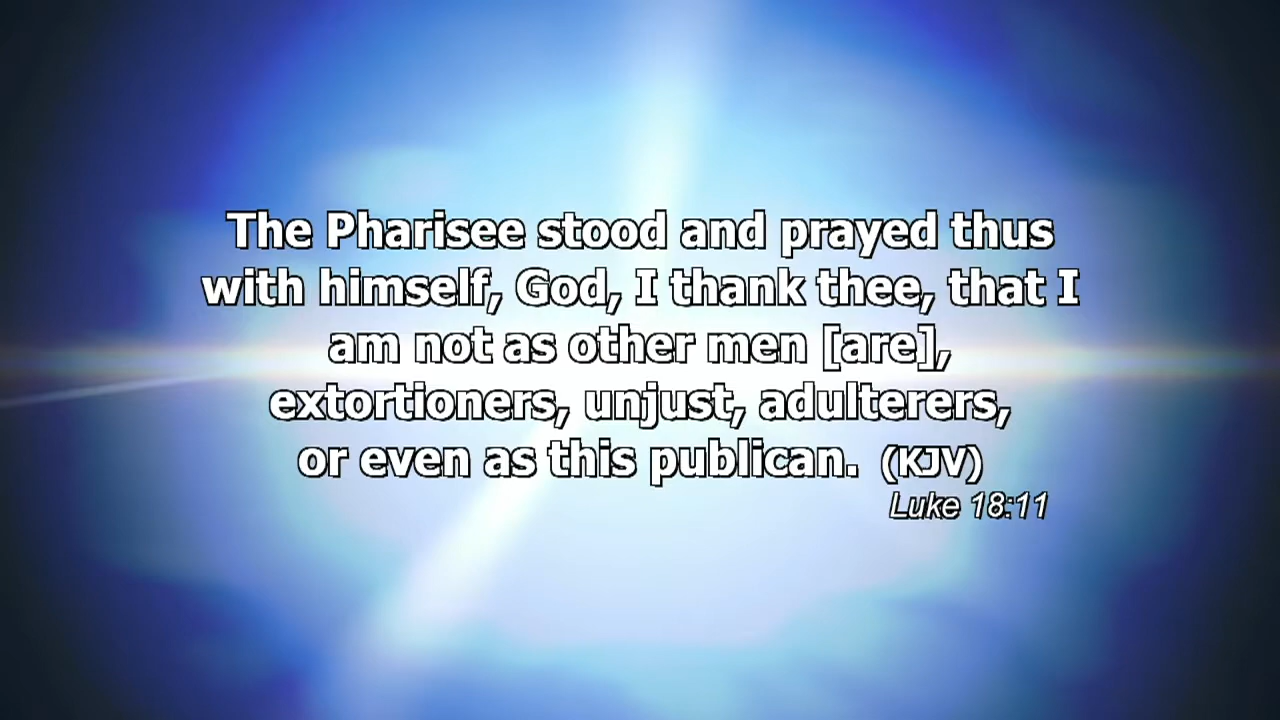 The Pharisee stood and prayed thus
with himself, God, I thank thee, that I
am not as other men [are],
extortioners, unjust, adulterers,
or even as this publican. (KJV)
Luke 18:11